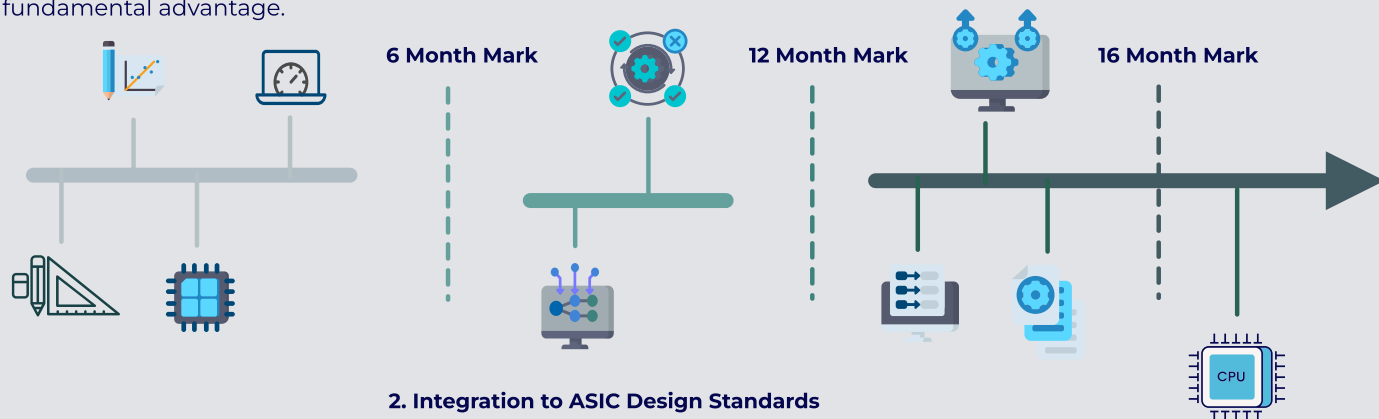 fundamental advantage.
6 Month Mark
12 Month Mark
16 Month Mark
CPU
2. Integration to ASIC Design Standards